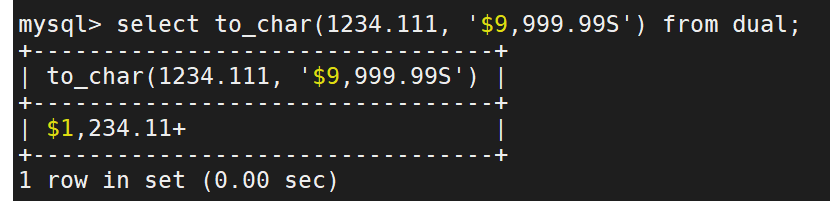 mysql> select to_char(1234.111, '$9,999.99S') from dual;
+---------------------------------+
| to_char(1234.111, '$9,999.99S') |
+---------------------------------+
| $1,234.11+                      |
+---------------------------------+
1 row in set (0.00 sec)